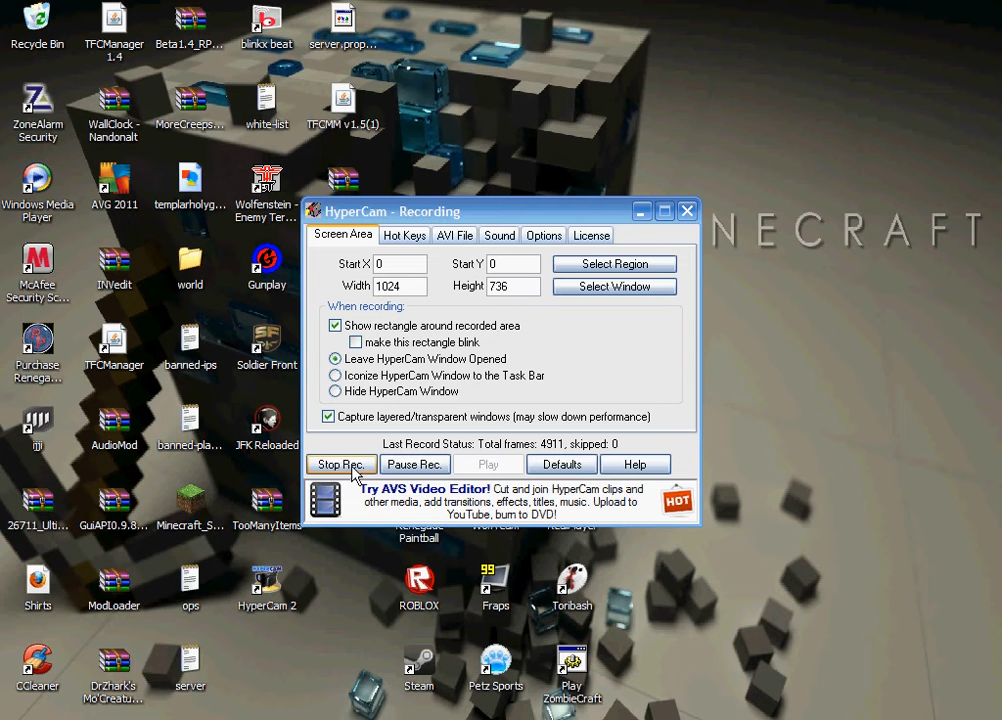 Recycle Bin
TFCManager
1.4
Beta1.4_RP...
blinkx beat
server.prop...
ZoneAlarm
Security
WallClock -
Nandonalt
MoreCreeps...
white-list
TFCMM v1.5(1)
Windows Media
Player
AVG 2011
templarholyg...
Wolfenstein -
Enemy Ter...
NECRAFT
McAfee
Security Sc...
INVedit
world
Gunplay
Purchase
Renega...
TFCManager
banned-ips
Soldier Front
ijji
AudioMod
banned-pla...
JFK Reloaded
26711_Ulti...
GuiAPI0.9.8...
Minecraft_S...
TooManyItems
Renegade
Paintball
Shirts
ModLoader
ops
HyperCam 2
ROBLOX
99
Fraps
Toribash
CCleaner
DrZhark's
Mo'Creatu...
server
Steam
Petz Sports
Play
ZombieCraft
HyperCam - Recording
Screen Area
Hot Keys
AVI File
Sound
Options
License
Start X
0
Start Y
0
Select Region
Width
1024
Height
736
Select Window
When recording:
Show rectangle around recorded area
make this rectangle blink
Leave HyperCam Window Opened
Iconize HyperCam Window to the Task Bar
Hide HyperCam Window
Capture layered/transparent windows (may slow down performance)
Last Record Status: Total frames: 4911, skipped: 0
Stop Rec.
Pause Rec.
Play
Defaults
Help
Try AVS Video Editor! Cut and join HyperCam clips and
other media, add transitions, effects, titles, music. Upload to
YouTube, burn to DVD!
HOT